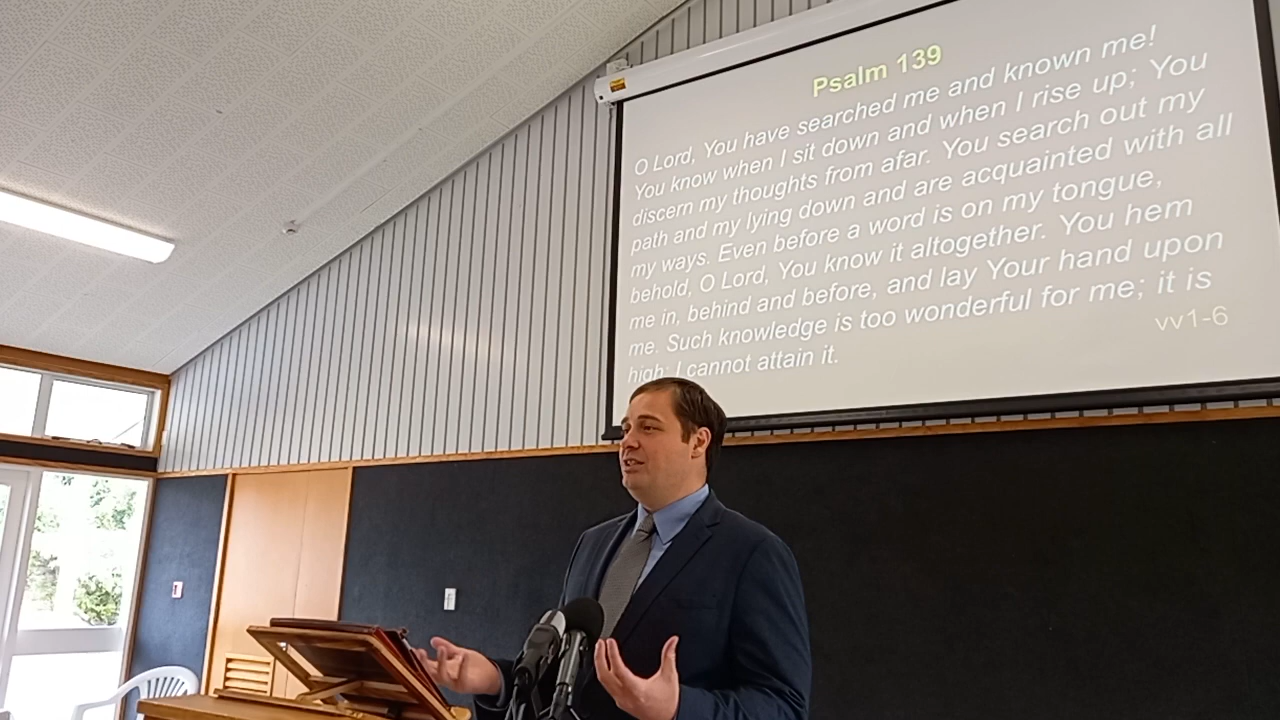 Psalm 139
O Lord, You have searched me and known me!
You know when I sit down and when I rise up; You
discern my thoughts from afar. You search out my
path and my lying down and are acquainted with all
my ways. Even before a word is on my tongue,
behold, O Lord, You know it altogether. You hem
me in, behind and before, and lay Your hand upon
me. Such knowledge is too wonderful for me; it is
high; I cannot attain it.
vv1-6